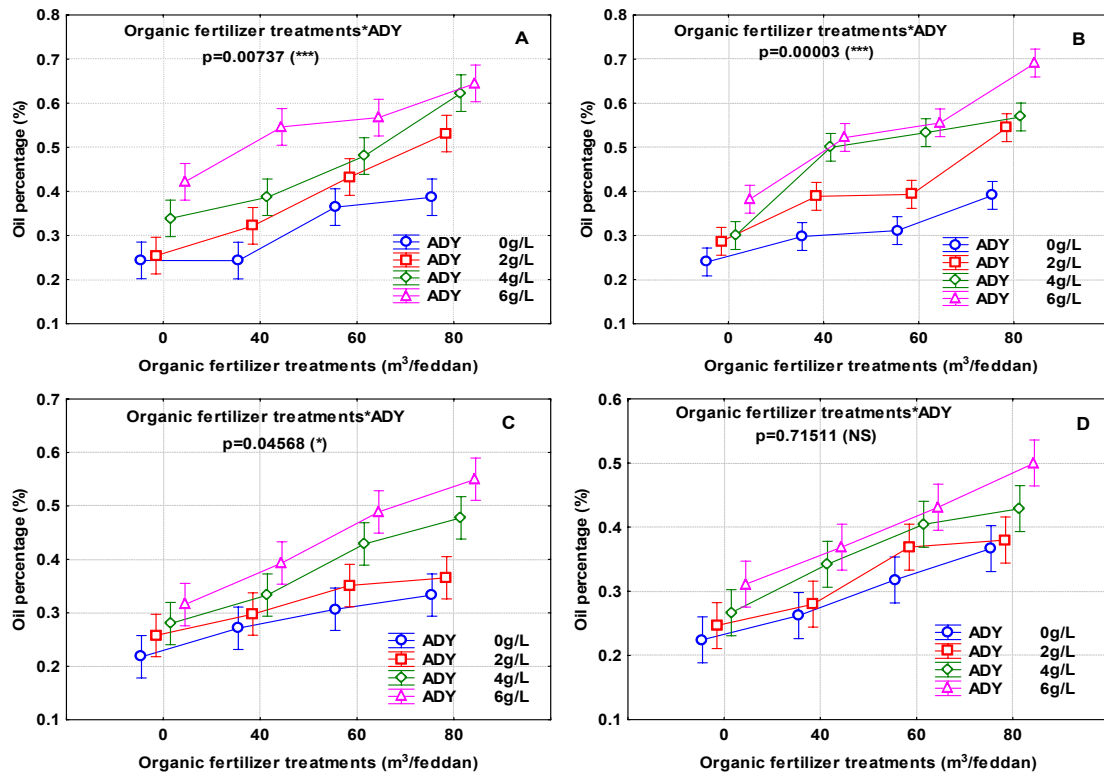 Organic fertilizer treatments*ADY
p=0.00737 (***)
A
Oil percentage (%)
0.8
0.7
0.6
0.5
0.4
0.3
0.2
0.1
ADY 0g/L
ADY 2g/L
ADY 4g/L
ADY 6g/L
0 40 60 80
Organic fertilizer treatments (m³/feddan)
Organic fertilizer treatments*ADY
p=0.00003 (***)
B
Oil percentage (%)
0.8
0.7
0.6
0.5
0.4
0.3
0.2
0.1
ADY 0g/L
ADY 2g/L
ADY 4g/L
ADY 6g/L
0 40 60 80
Organic fertilizer treatments (m³/feddan)
Organic fertilizer treatments*ADY
p=0.04568 (*)
C
Oil percentage (%)
0.7
0.6
0.5
0.4
0.3
0.2
0.1
ADY 0g/L
ADY 2g/L
ADY 4g/L
ADY 6g/L
0 40 60 80
Organic fertilizer treatments (m³/feddan)
Organic fertilizer treatments*ADY
p=0.71511 (NS)
D
Oil percentage (%)
0.6
0.5
0.4
0.3
0.2
0.1
ADY 0g/L
ADY 2g/L
ADY 4g/L
ADY 6g/L
0 40 60 80
Organic fertilizer treatments (m³/feddan)